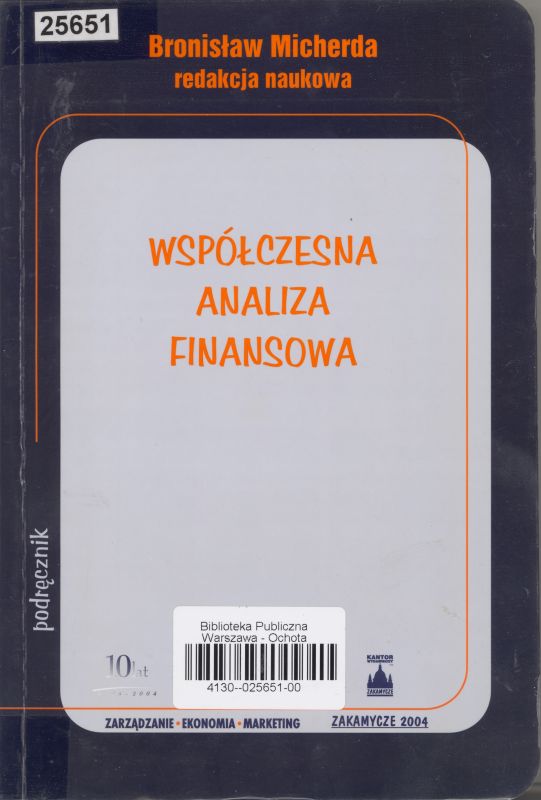 25651
Bronisław Micherda
redakcja naukowa
WSPÓŁCZESNA
ANALIZA
FINANSOWA
podręcznik
Biblioteka Publiczna
Warszawa - Ochota
4130--025651-00
10 lat
2004
KANTOR
WYDAWNICZY
ZAKAMYCZE
ZARZĄDZANIE • EKONOMIA • MARKETING
ZAKAMYCZE 2004